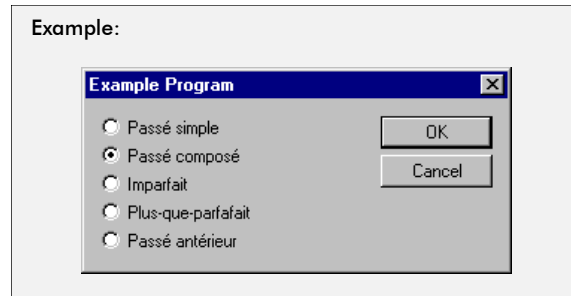 Example:
Example Program
Passé simple
OK
Passé composé
Cancel
Imparfait
Plus-que-parfafait
Passé antérieur